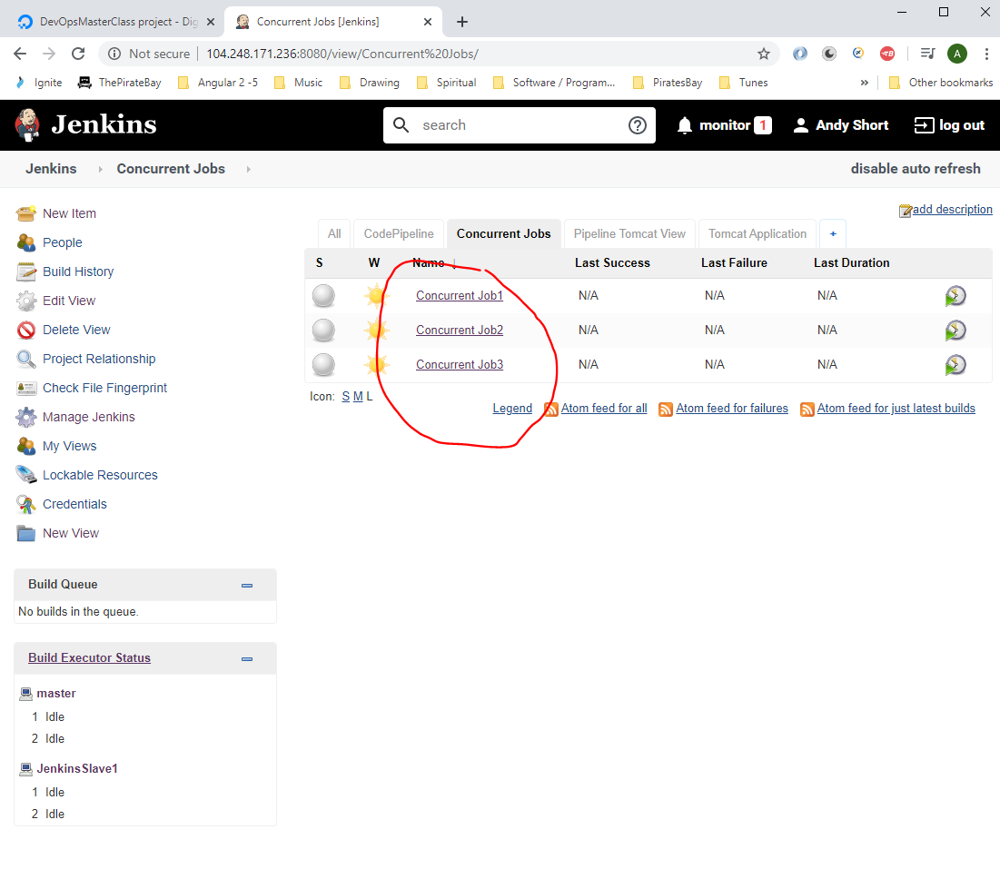 DevOpsMasterClass project - Dig
Concurrent Jobs [Jenkins]
Not secure | 104.248.171.236:8080/view/Concurrent%20Jobs/
A
Ignite ThePirateBay Angular 2 -5 Music Drawing Spiritual Software / Program... PiratesBay Tunes » Other bookmarks
Jenkins search monitor 1 Andy Short log out
Jenkins Concurrent Jobs disable auto refresh
add description
New Item
People
Build History
Edit View
Delete View
Project Relationship
Check File Fingerprint
Manage Jenkins
My Views
Lockable Resources
Credentials
New View
Build Queue
No builds in the queue.
Build Executor Status
master
1 Idle
2 Idle
JenkinsSlave1
1 Idle
2 Idle
All CodePipeline Concurrent Jobs Pipeline Tomcat View Tomcat Application +
S W Name ↓ Last Success Last Failure Last Duration
Concurrent Job1 N/A N/A N/A
Concurrent Job2 N/A N/A N/A
Concurrent Job3 N/A N/A N/A
Icon: S M L
Legend Atom feed for all Atom feed for failures Atom feed for just latest builds